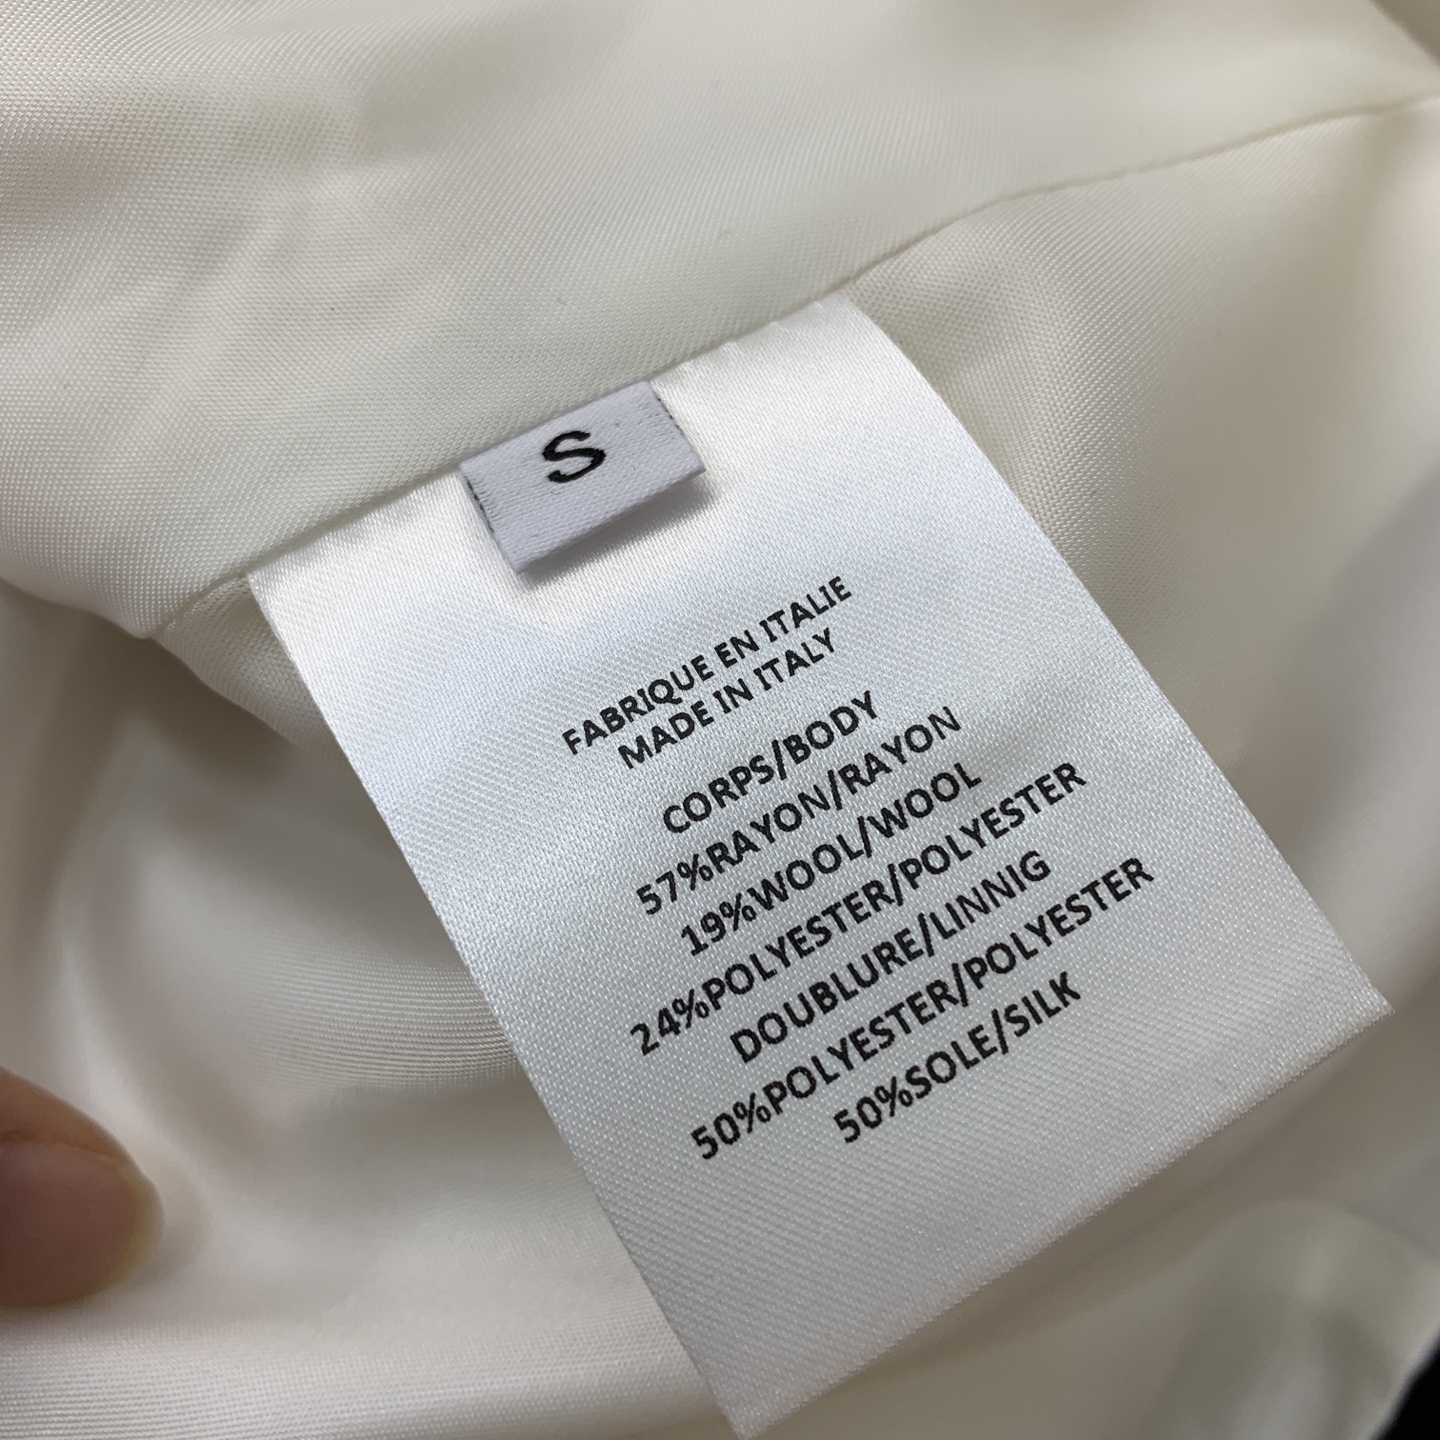 S
FABRIQUE EN ITALIE
MADE IN ITALY
CORPS/BODY
57%RAYON/RAYON
19%WOOL/WOOL
24%POLYESTER/POLYESTER
DOUBLURE/LINNIG
50%POLYESTER/POLYESTER
50%SOLE/SILK